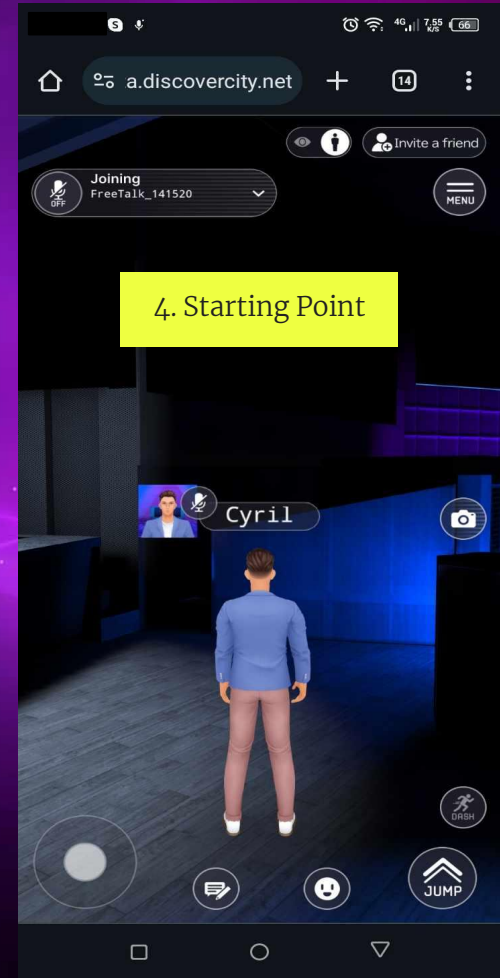 S 4G 7.55 K/S 66
a.discovercity.net 14
Invite a friend
Joining
OFF FreeTalk_141520
MENU
4. Starting Point
Cyril
DASH
JUMP